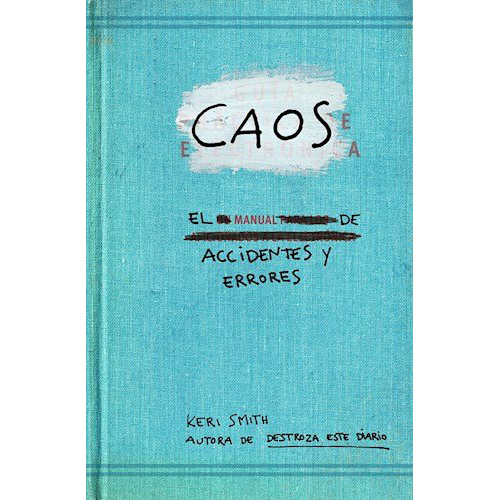 CAOS
EL MANUAL DE
ACCIDENTES Y
ERRORES
KERI SMITH
AUTORA DE DESTROZA ESTE DIARIO